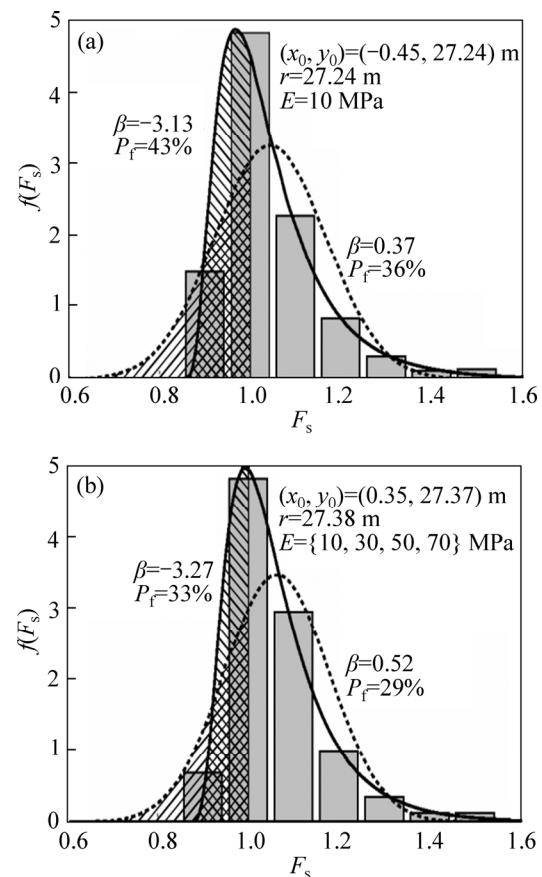 (a)
5
4
3
2
1
0
f(Fs)
(x0, y0)=(−0.45, 27.24) m
r=27.24 m
E=10 MPa
β=−3.13
Pf=43%
β=0.37
Pf=36%
0.6 0.8 1.0 1.2 1.4 1.6
Fs
(b)
5
4
3
2
1
0
f(Fs)
(x0, y0)=(0.35, 27.37) m
r=27.38 m
E={10, 30, 50, 70} MPa
β=−3.27
Pf=33%
β=0.52
Pf=29%
0.6 0.8 1.0 1.2 1.4 1.6
Fs